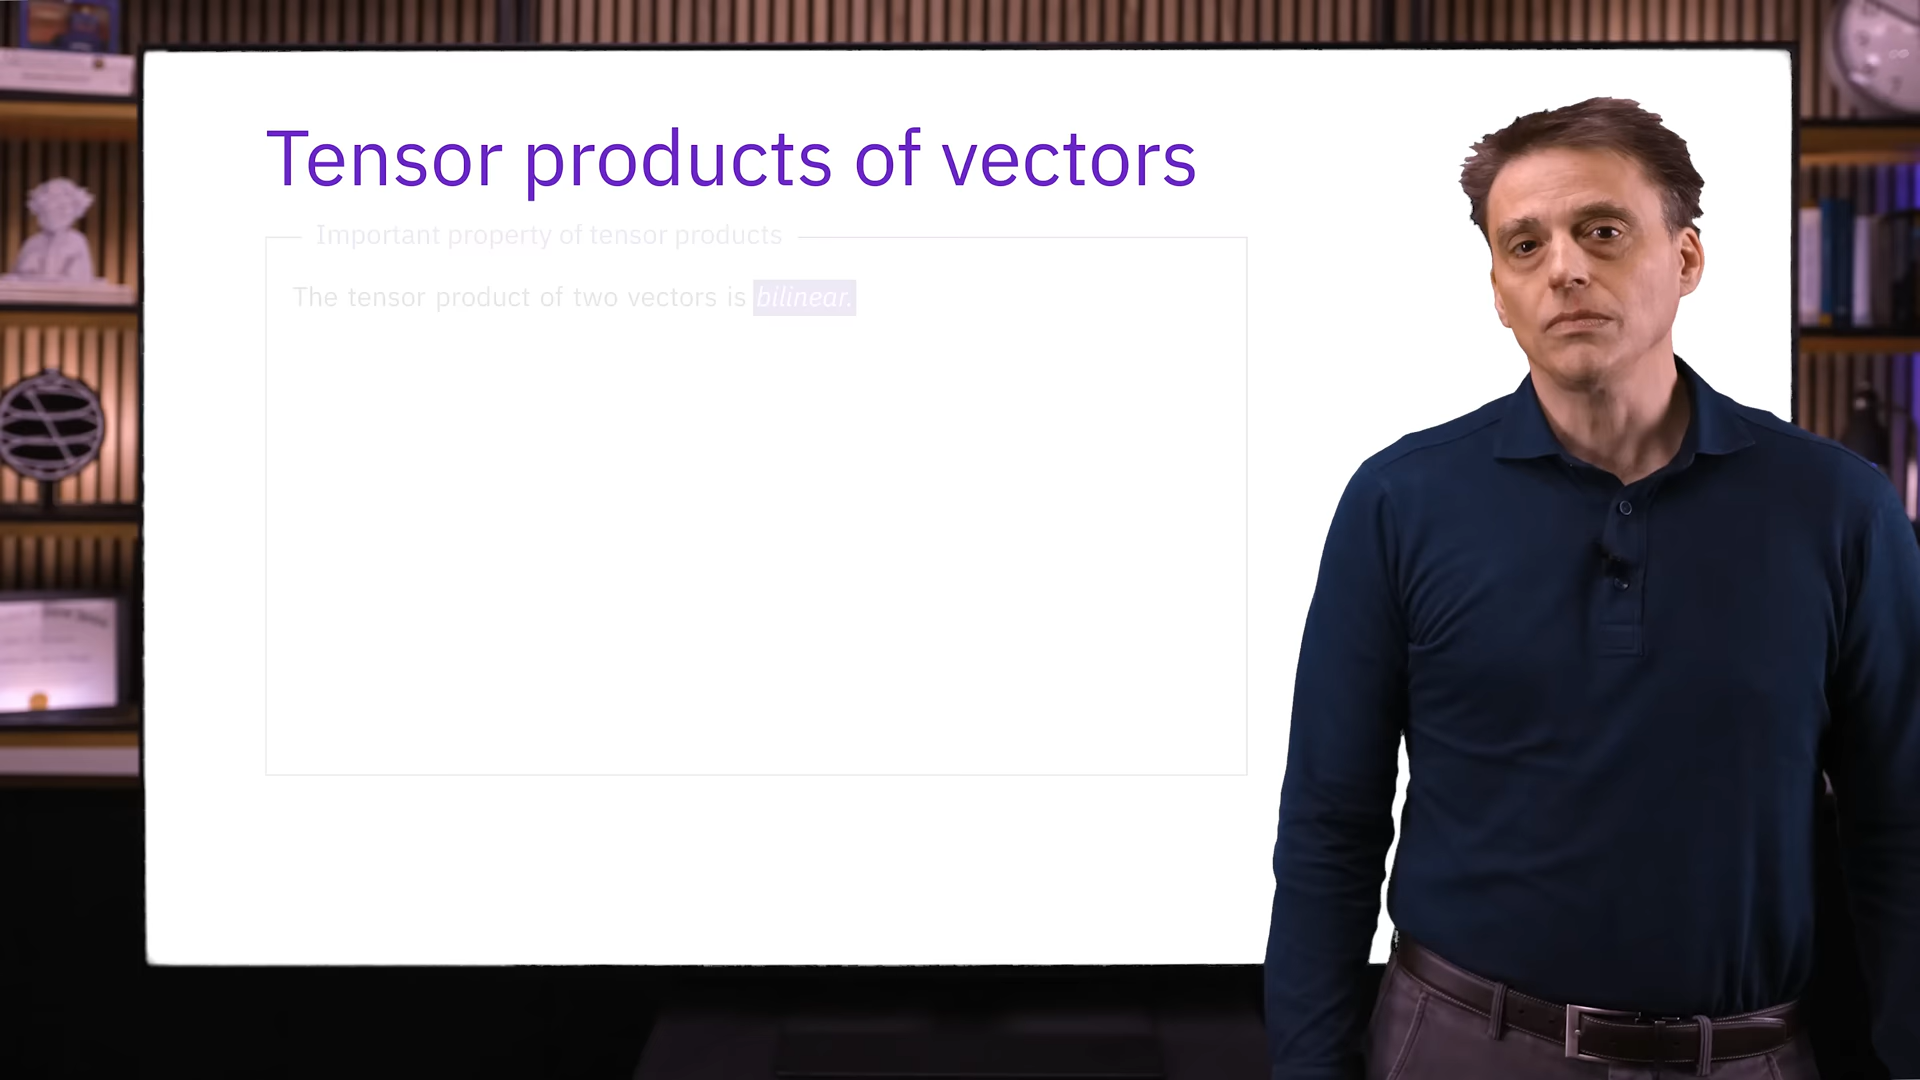 Tensor products of vectors
Important property of tensor products
The tensor product of two vectors is bilinear.